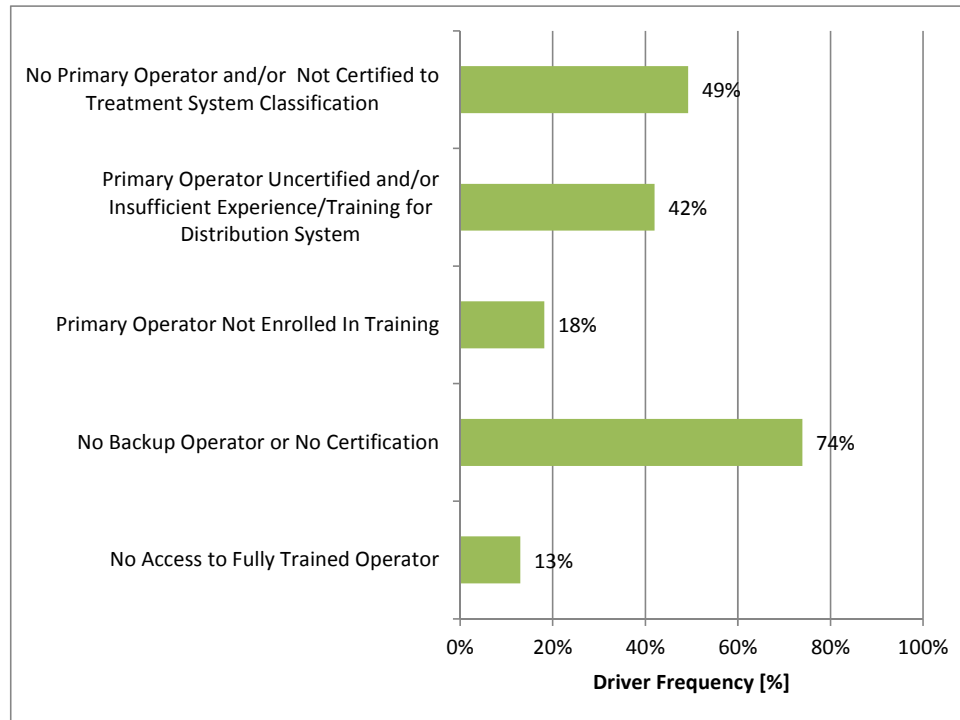 No Primary Operator and/or Not Certified to
Treatment System Classification
49%
Primary Operator Uncertified and/or
Insufficient Experience/Training for
Distribution System
42%
Primary Operator Not Enrolled In Training
18%
No Backup Operator or No Certification
74%
No Access to Fully Trained Operator
13%
0% 20% 40% 60% 80% 100%
Driver Frequency [%]